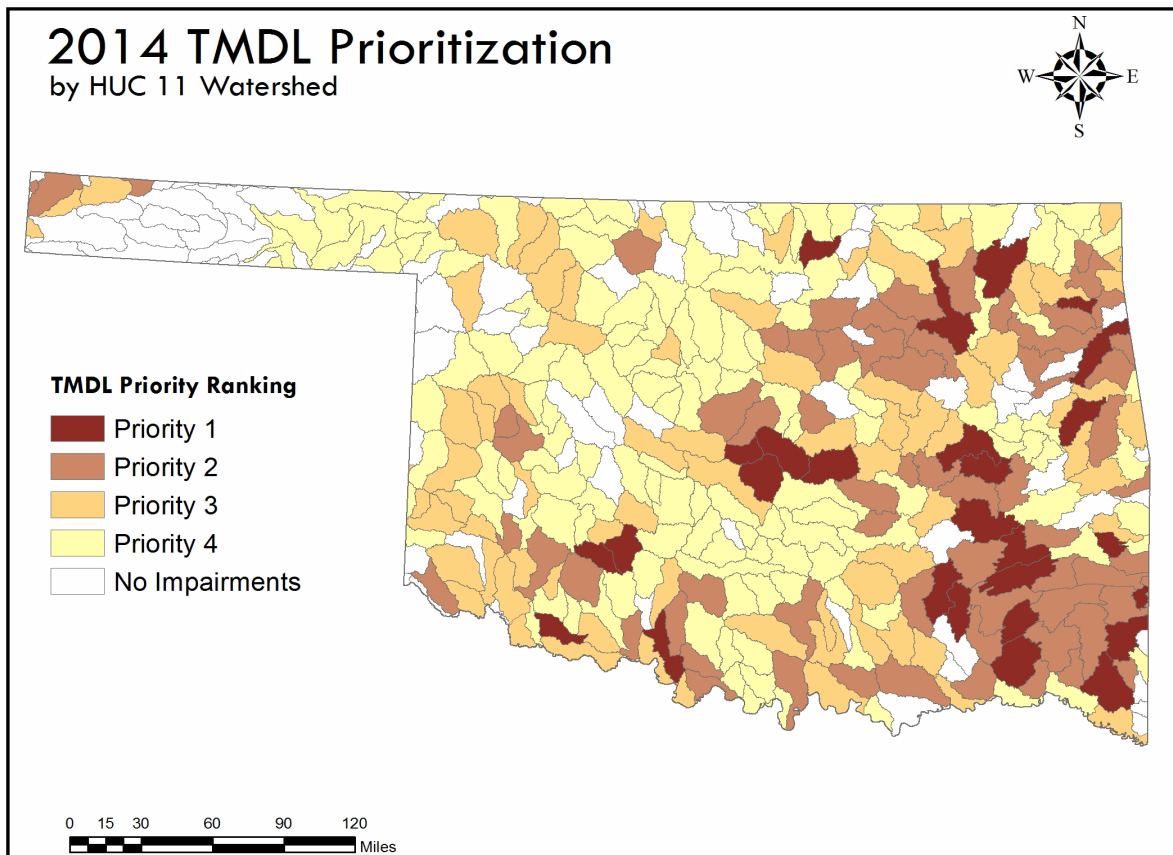 2014 TMDL Prioritization
by HUC 11 Watershed
N
W E
S
TMDL Priority Ranking
Priority 1
Priority 2
Priority 3
Priority 4
No Impairments
0 15 30 60 90 120
Miles